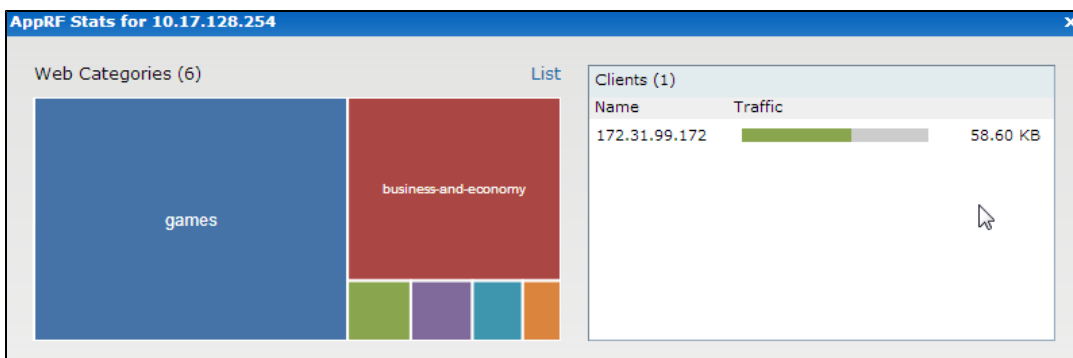 AppRF Stats for 10.17.128.254 x
Web Categories (6) List
games
business-and-economy
Clients (1)
Name Traffic
172.31.99.172 58.60 KB